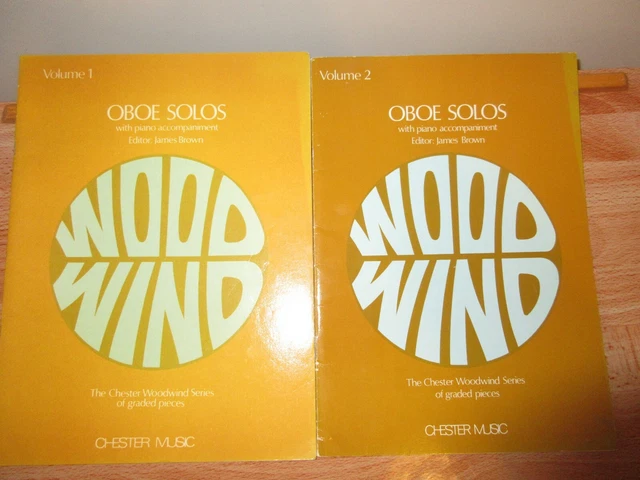 Volume 1
OBOE SOLOS
with piano accompaniment
Editor: James Brown
WOOD
WIND
The Chester Woodwind Series
of graded pieces
CHESTER MUSIC
Volume 2
OBOE SOLOS
with piano accompaniment
Editor: James Brown
WOOD
WIND
The Chester Woodwind Series
of graded pieces
CHESTER MUSIC